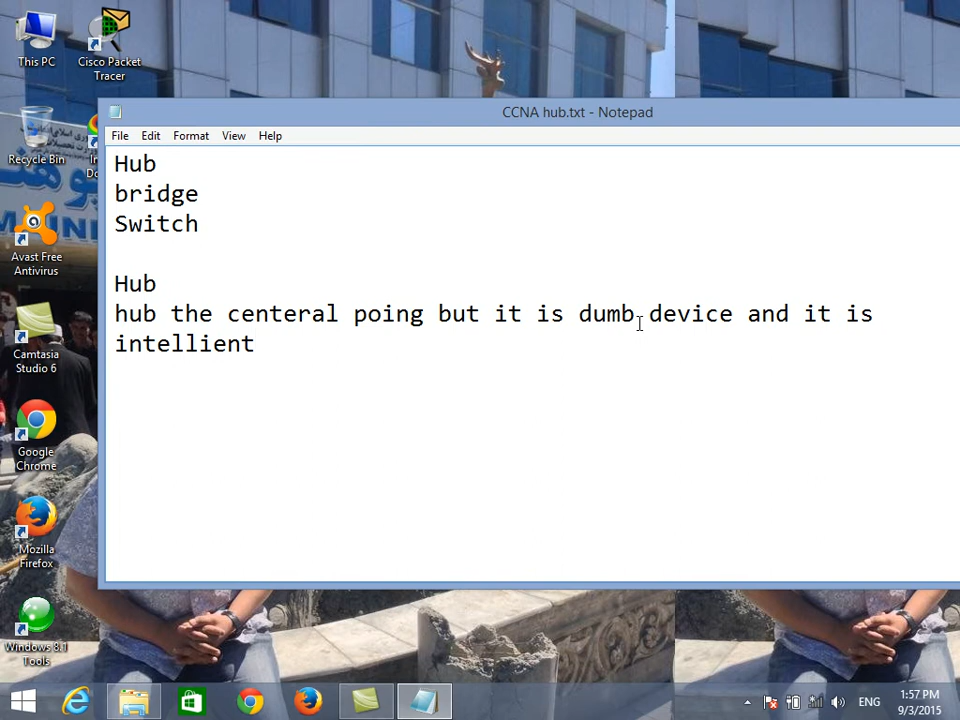 This PC
Cisco Packet
Tracer
Recycle Bin
Avast Free
Antivirus
Camtasia
Studio 6
Google
Chrome
Mozilla
Firefox
Windows 8.1
Tools
CCNA hub.txt - Notepad
File Edit Format View Help
Hub
bridge
Switch
Hub
hub the centeral poing but it is dumb device and it is
intellient
ENG
1:57 PM
9/3/2015